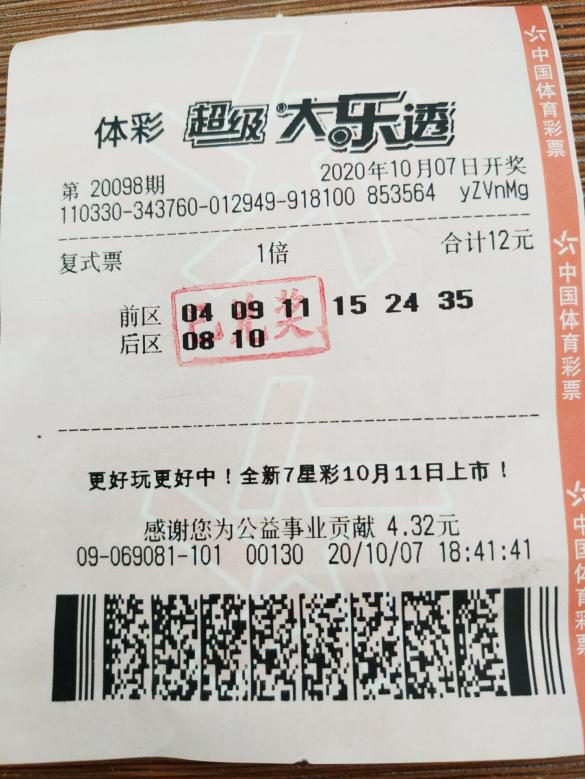 体彩 超级大乐透
第 20098期 2020年10月07日开奖
110330-343760-012949-918100 853564 yZVnMg
复式票 1倍 合计12元
前区 04 09 11 15 24 35
后区 08 10
已兑奖
更好玩更好中！全新7星彩10月11日上市！
感谢您为公益事业贡献 4.32元
09-069081-101 00130 20/10/07 18:41:41
中国体育彩票
中国体育彩票
中国体育彩票